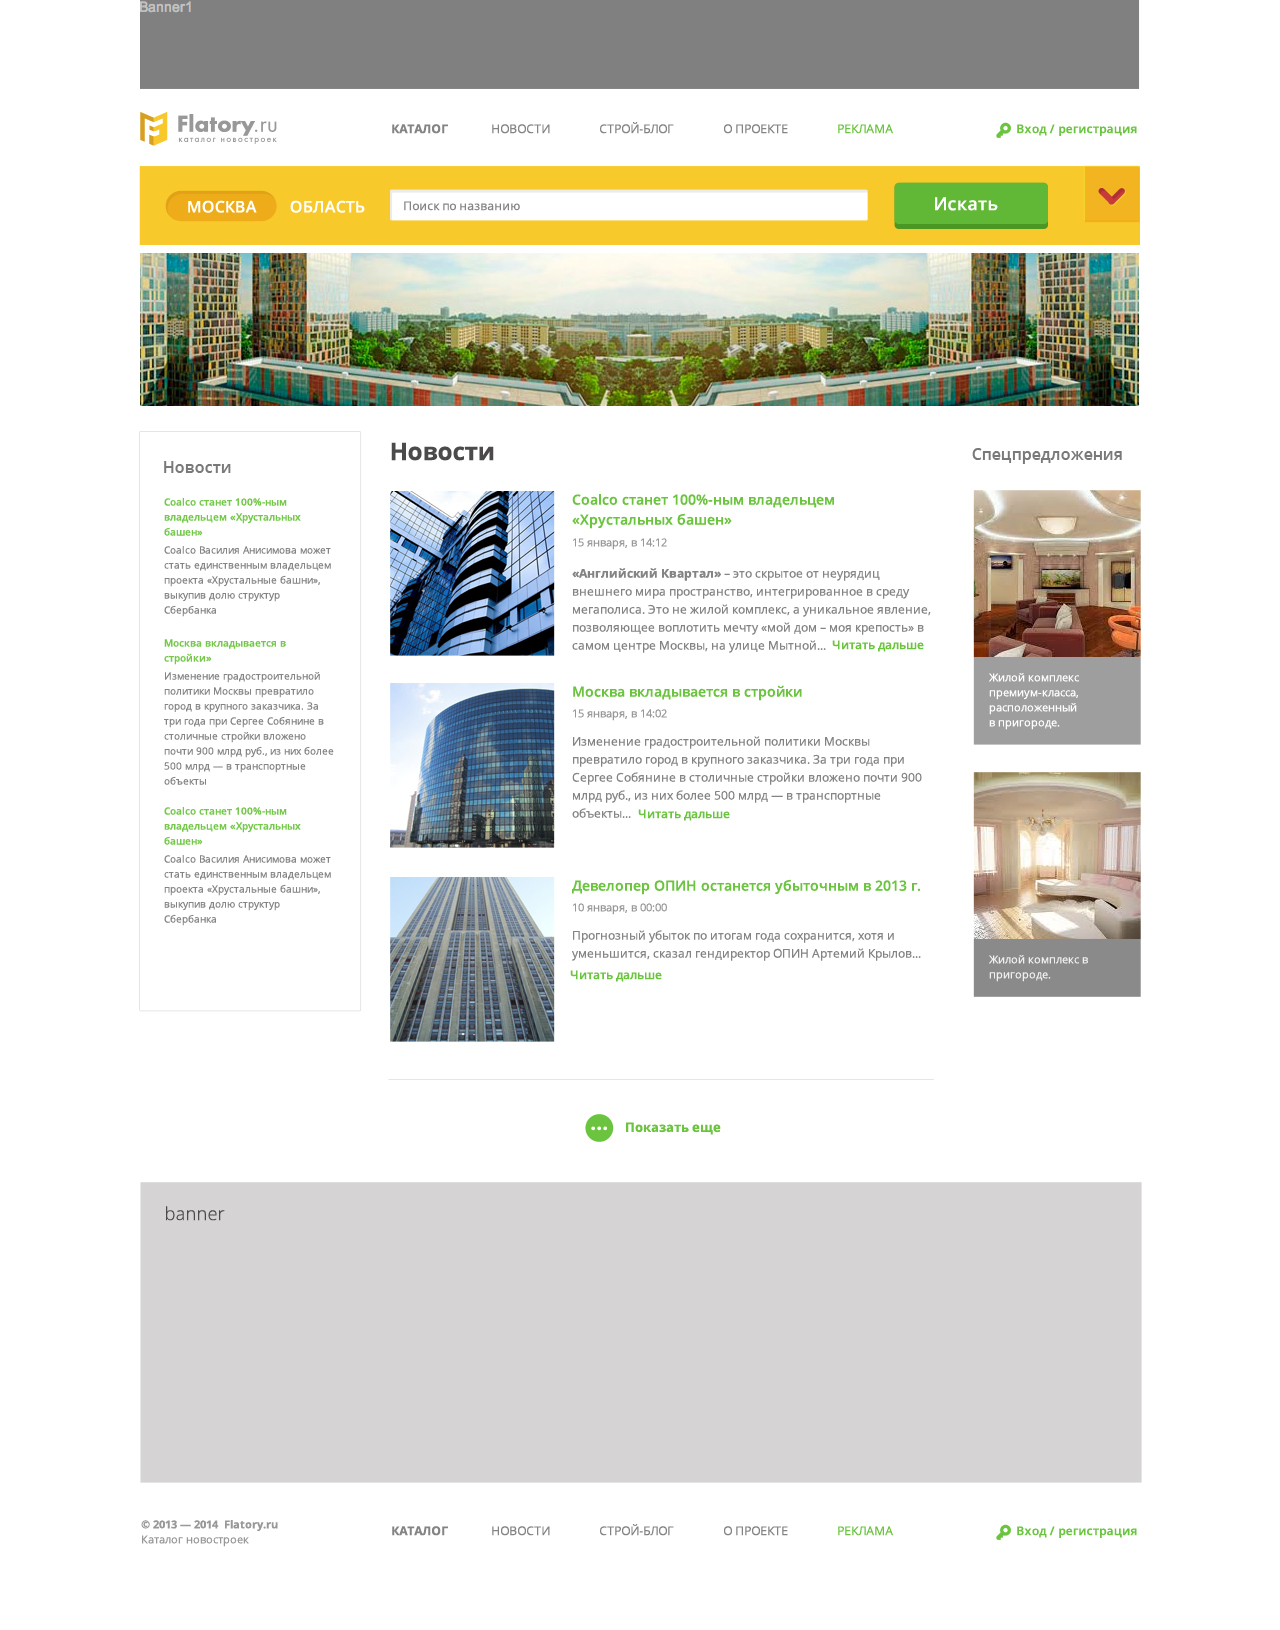 Banner1
Flatory.ru
каталог новостроек
КАТАЛОГ
НОВОСТИ
СТРОЙ-БЛОГ
О ПРОЕКТЕ
РЕКЛАМА
Вход / регистрация
МОСКВА
ОБЛАСТЬ
Поиск по названию
Искать
Новости
Coalco станет 100%-ным
владельцем «Хрустальных
башен»
Coalco Василия Анисимова может
стать единственным владельцем
проекта «Хрустальные башни»,
выкупив долю структур
Сбербанка
Москва вкладывается в
стройки»
Изменение градостроительной
политики Москвы превратило
город в крупного заказчика. За
три года при Сергее Собянине в
столичные стройки вложено
почти 900 млрд руб., из них более
500 млрд — в транспортные
объекты
Coalco станет 100%-ным
владельцем «Хрустальных
башен»
Coalco Василия Анисимова может
стать единственным владельцем
проекта «Хрустальные башни»,
выкупив долю структур
Сбербанка
Новости
Coalco станет 100%-ным владельцем
«Хрустальных башен»
15 января, в 14:12
«Английский Квартал» – это скрытое от неурядиц
внешнего мира пространство, интегрированное в среду
мегаполиса. Это не жилой комплекс, а уникальное явление,
позволяющее воплотить мечту «мой дом – моя крепость» в
самом центре Москвы, на улице Мытной... Читать дальше
Москва вкладывается в стройки
15 января, в 14:02
Изменение градостроительной политики Москвы
превратило город в крупного заказчика. За три года при
Сергее Собянине в столичные стройки вложено почти 900
млрд руб., из них более 500 млрд — в транспортные
объекты... Читать дальше
Девелопер ОПИН останется убыточным в 2013 г.
10 января, в 00:00
Прогнозный убыток по итогам года сохранится, хотя и
уменьшится, сказал гендиректор ОПИН Артемий Крылов...
Читать дальше
Показать еще
Спецпредложения
Жилой комплекс
премиум-класса,
расположенный
в пригороде.
Жилой комплекс в
пригороде.
banner
© 2013 — 2014 Flatory.ru
Каталог новостроек
КАТАЛОГ
НОВОСТИ
СТРОЙ-БЛОГ
О ПРОЕКТЕ
РЕКЛАМА
Вход / регистрация